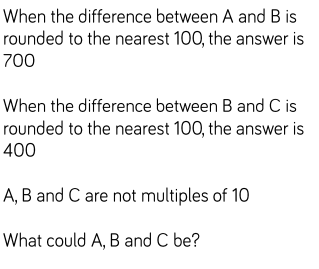 When the difference between A and B is
rounded to the nearest 100, the answer is
700
When the difference between B and C is
rounded to the nearest 100, the answer is
400
A, B and C are not multiples of 10
What could A, B and C be?